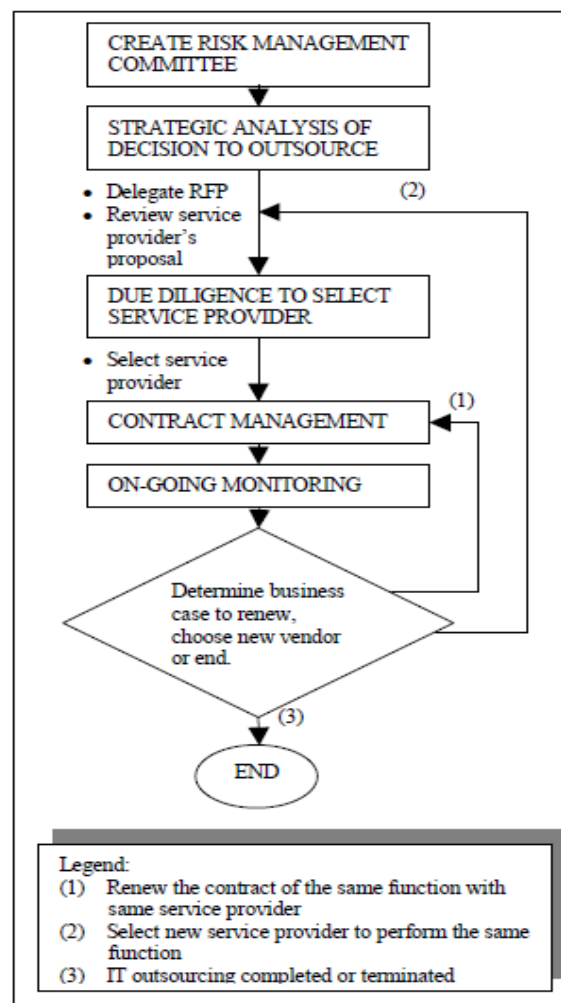 CREATE RISK MANAGEMENT
COMMITTEE
STRATEGIC ANALYSIS OF
DECISION TO OUTSOURCE
• Delegate RFP
• Review service
provider's
proposal
(2)
DUE DILIGENCE TO SELECT
SERVICE PROVIDER
• Select service
provider
(1)
CONTRACT MANAGEMENT
ON-GOING MONITORING
Determine business
case to renew,
choose new vendor
or end.
(3)
END
Legend:
(1) Renew the contract of the same function with
same service provider
(2) Select new service provider to perform the same
function
(3) IT outsourcing completed or terminated